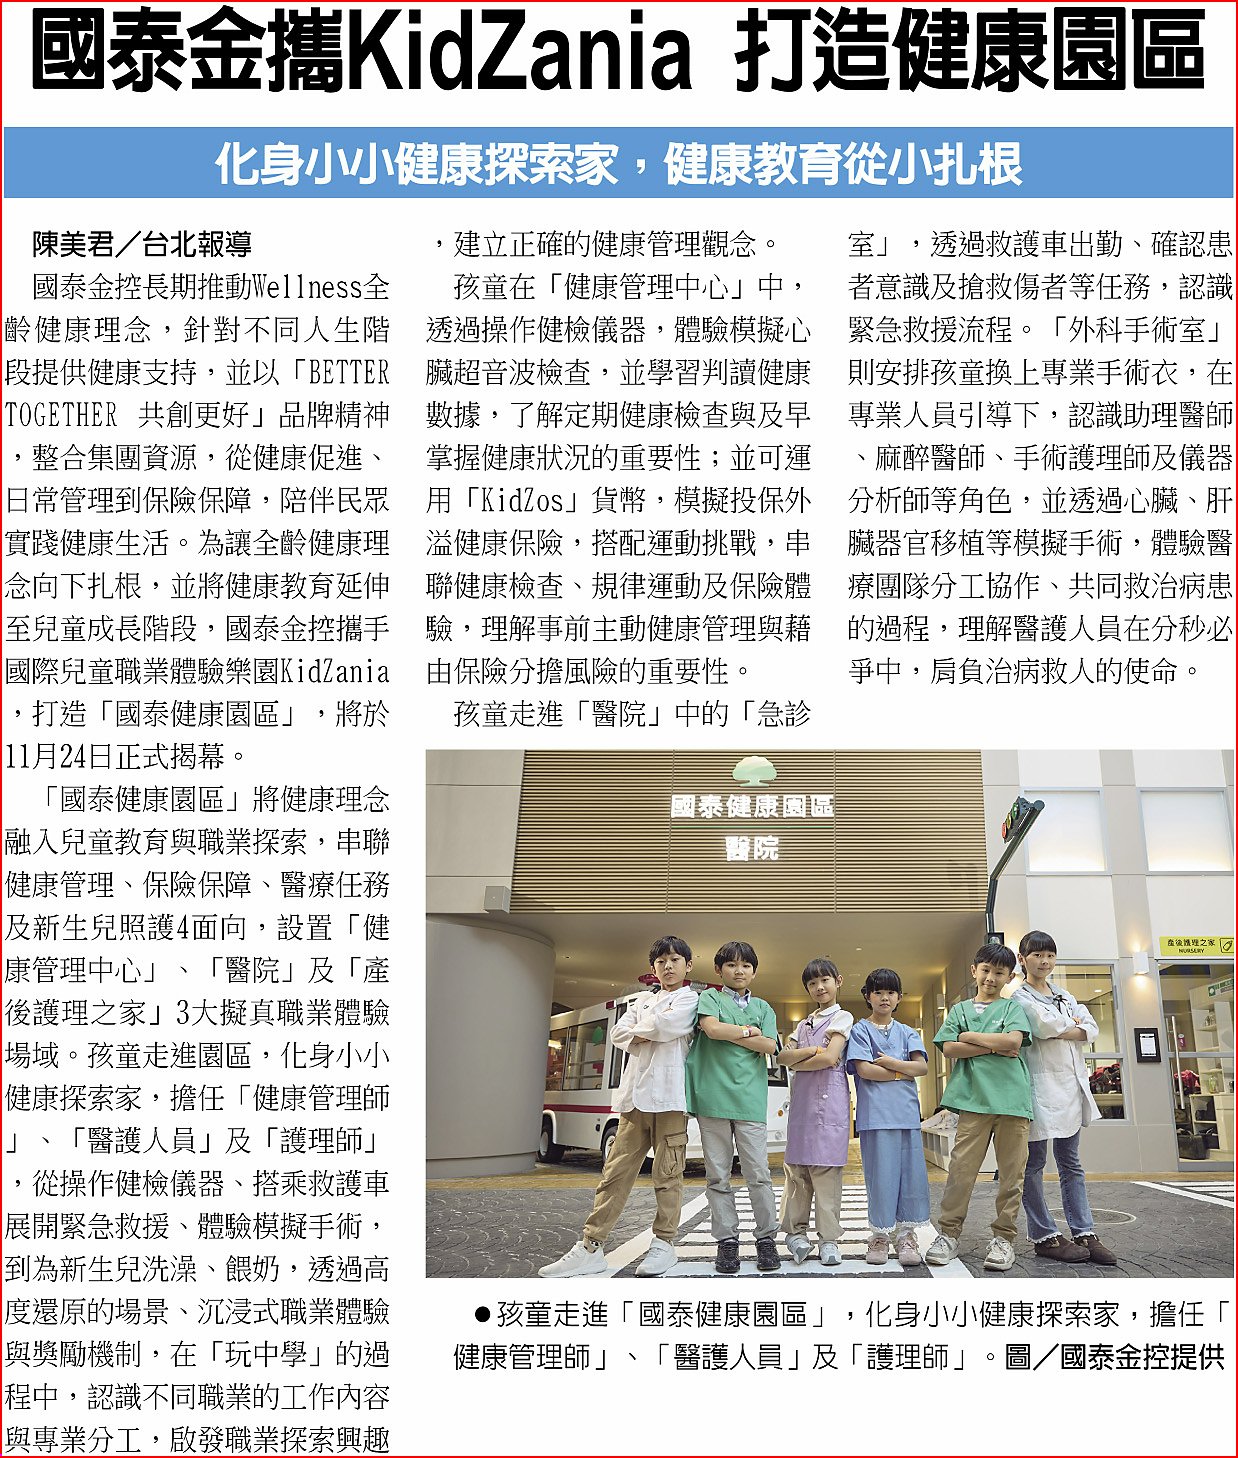 國泰金攜KidZania 打造健康園區
化身小小健康探索家，健康教育從小扎根
陳美君／台北報導
國泰金控長期推動Wellness全
齡健康理念，針對不同人生階
段提供健康支持，並以「BETTER
TOGETHER 共創更好」品牌精神
，整合集團資源，從健康促進、
日常管理到保險保障，陪伴民眾
實踐健康生活。為讓全齡健康理
念向下扎根，並將健康教育延伸
至兒童成長階段，國泰金控攜手
國際兒童職業體驗樂園KidZania
，打造「國泰健康園區」，將於
11月24日正式揭幕。
「國泰健康園區」將健康理念
融入兒童教育與職業探索，串聯
健康管理、保險保障、醫療任務
及新生兒照護4面向，設置「健
康管理中心」、「醫院」及「產
後護理之家」3大擬真職業體驗
場域。孩童走進園區，化身小小
健康探索家，擔任「健康管理師
」、「醫護人員」及「護理師」
，從操作健檢儀器、搭乘救護車
展開緊急救援、體驗模擬手術，
到為新生兒洗澡、餵奶，透過高
度還原的場景、沉浸式職業體驗
與獎勵機制，在「玩中學」的過
程中，認識不同職業的工作內容
與專業分工，啟發職業探索興趣
，建立正確的健康管理觀念。
孩童在「健康管理中心」中，
透過操作健檢儀器，體驗模擬心
臟超音波檢查，並學習判讀健康
數據，了解定期健康檢查與及早
掌握健康狀況的重要性；並可運
用「KidZos」貨幣，模擬投保外
溢健康保險，搭配運動挑戰，串
聯健康檢查、規律運動及保險體
驗，理解事前主動健康管理與藉
由保險分擔風險的重要性。
孩童走進「醫院」中的「急診
室」，透過救護車出勤、確認患
者意識及搶救傷者等任務，認識
緊急救援流程。「外科手術室」
則安排孩童換上專業手術衣，在
專業人員引導下，認識助理醫師
、麻醉醫師、手術護理師及儀器
分析師等角色，並透過心臟、肝
臟器官移植等模擬手術，體驗醫
療團隊分工協作、共同救治病患
的過程，理解醫護人員在分秒必
爭中，肩負治病救人的使命。
國泰健康園區
醫院
產後護理之家
NURSERY
●孩童走進「國泰健康園區」，化身小小健康探索家，擔任「
健康管理師」、「醫護人員」及「護理師」。圖／國泰金控提供